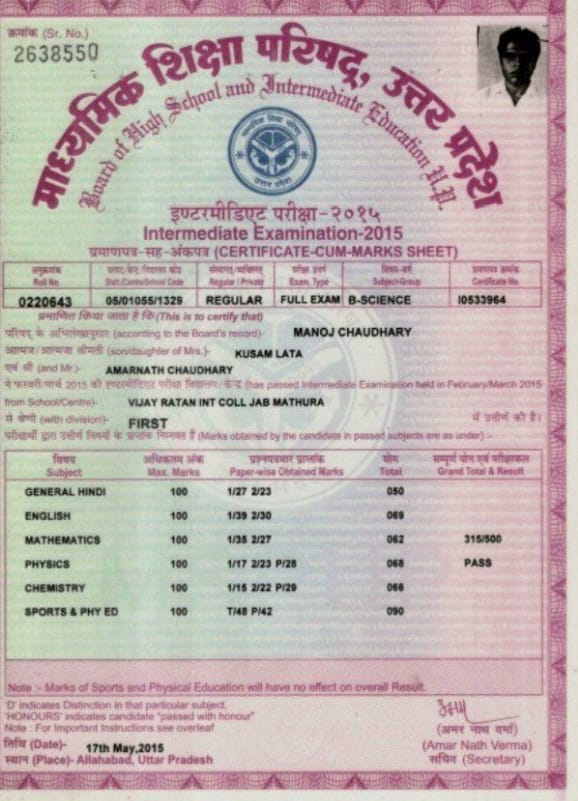 क्रमांक (Sr. No.)
2638550
माध्यमिक शिक्षा परिषद्, उत्तर प्रदेश
Board of High School and Intermediate Education U.P.
माध्यमिक शिक्षा परिषद्
उत्तर प्रदेश
इण्टरमीडिएट परीक्षा-२०१५
Intermediate Examination-2015
प्रमाणपत्र-सह-अंकपत्र (CERTIFICATE-CUM-MARKS SHEET)
अनुक्रमांक संस्थागत/व्यक्तिगत परीक्षा प्रकार विषय-वर्ग प्रमाणपत्र क्रमांक
Roll No. Distt./Centre/School Code Regular / Private Exam. Type Subject-Group Certificate No.
0220643 05/01055/1329 REGULAR FULL EXAM B-SCIENCE I0533964
प्रमाणित किया जाता है कि (This is to certify that)
परिषद् के अभिलेखानुसार (according to the Board's record)- MANOJ CHAUDHARY
आत्मज/आत्मजा श्रीमती (son/daughter of Mrs.)- KUSAM LATA
एवं श्री (and Mr.)- AMARNATH CHAUDHARY
ने फरवरी/मार्च 2015 की इण्टरमीडिएट परीक्षा विद्यालय/केन्द्र (has passed Intermediate Examination held in February/March 2015
from School/Centre)- VIJAY RATAN INT COLL JAB MATHURA
से श्रेणी (with division)- FIRST में उत्तीर्ण की है।
परीक्षार्थी द्वारा उत्तीर्ण विषयों के प्राप्तांक निम्नवत हैं (Marks obtained by the candidate in passed subjects are as under) :-
विषय अधिकतम अंक प्रश्नपत्रवार प्राप्तांक योग सम्पूर्ण योग एवं परीक्षाफल
Subject Max. Marks Paper-wise Obtained Marks Total Grand Total & Result
GENERAL HINDI 100 1/27 2/23 050
ENGLISH 100 1/39 2/30 069
MATHEMATICS 100 1/35 2/27 062 315/500
PHYSICS 100 1/17 2/23 P/28 068 PASS
CHEMISTRY 100 1/15 2/22 P/29 066
SPORTS & PHY ED 100 T/48 P/42 090
Note :- Marks of Sports and Physical Education will have no effect on overall Result.
'D' indicates Distinction in that particular subject,
'HONOURS' indicates candidate "passed with honour"
Note : For Important Instructions see overleaf
तिथि (Date)- 17th May,2015
स्थान (Place)- Allahabad, Uttar Pradesh
(अमर नाथ वर्मा)
(Amar Nath Verma)
सचिव (Secretary)